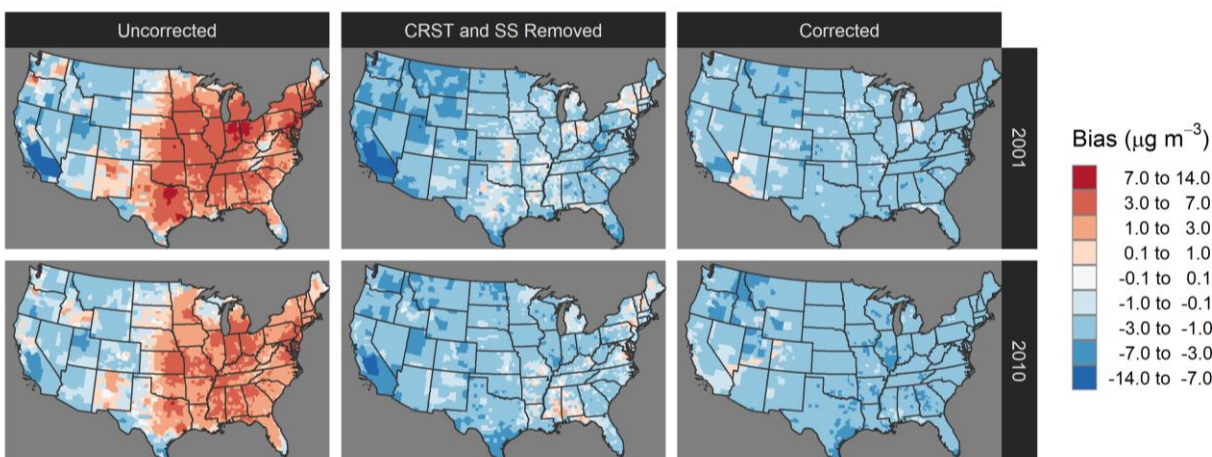 Uncorrected
CRST and SS Removed
Corrected
2001
2010
Bias (μg m⁻³)
7.0 to 14.0
3.0 to 7.0
1.0 to 3.0
0.1 to 1.0
-0.1 to 0.1
-1.0 to -0.1
-3.0 to -1.0
-7.0 to -3.0
-14.0 to -7.0